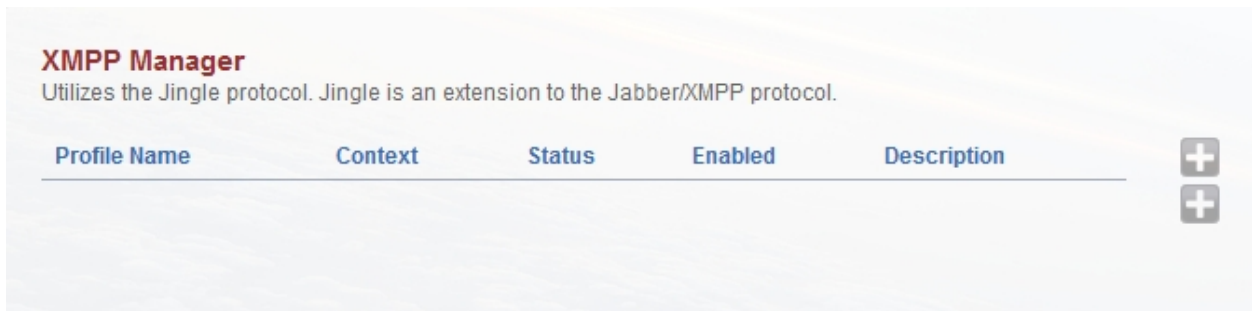 XMPP Manager
Utilizes the Jingle protocol. Jingle is an extension to the Jabber/XMPP protocol.
Profile Name Context Status Enabled Description